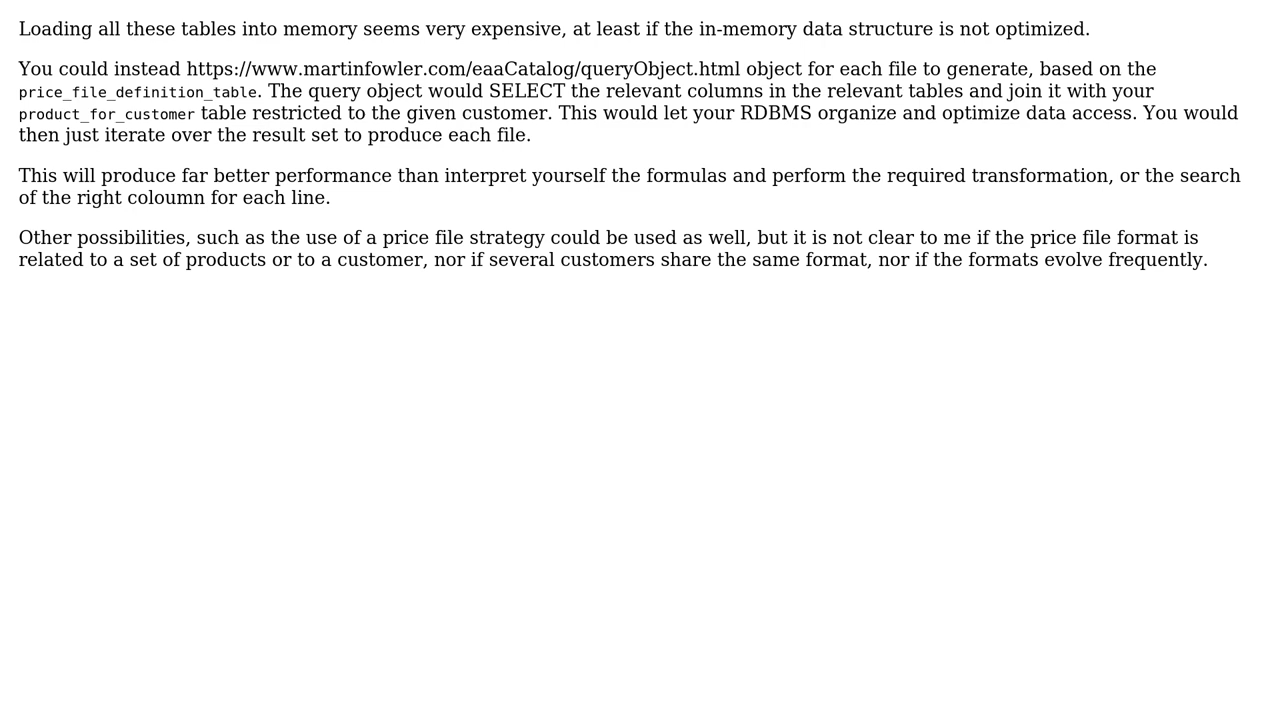 Loading all these tables into memory seems very expensive, at least if the in-memory data structure is not optimized.
You could instead https://www.martinfowler.com/eaaCatalog/queryObject.html object for each file to generate, based on the
price_file_definition_table. The query object would SELECT the relevant columns in the relevant tables and join it with your
product_for_customer table restricted to the given customer. This would let your RDBMS organize and optimize data access. You would
then just iterate over the result set to produce each file.
This will produce far better performance than interpret yourself the formulas and perform the required transformation, or the search
of the right coloumn for each line.
Other possibilities, such as the use of a price file strategy could be used as well, but it is not clear to me if the price file format is
related to a set of products or to a customer, nor if several customers share the same format, nor if the formats evolve frequently.